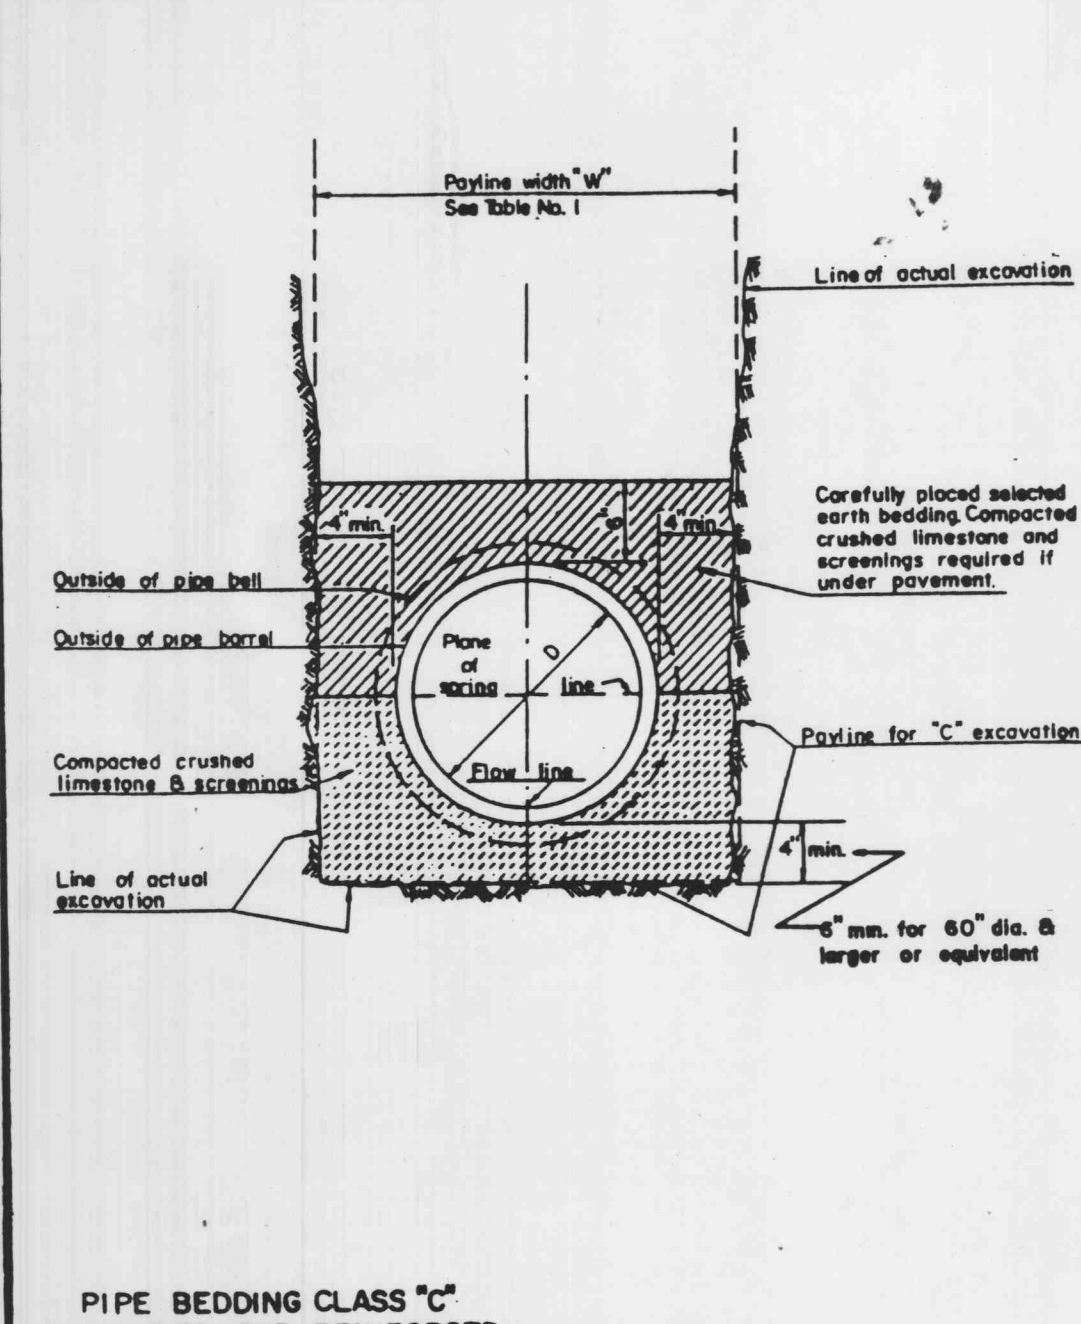 Payline width "W"
See Table No. 1
Line of actual excavation
Carefully placed selected
earth bedding. Compacted
crushed limestone and
screenings required if
under pavement.
4" min.
4" min.
Outside of pipe bell
Outside of pipe barrel
Plane
of
spring line
D
Flow line
Payline for "C" excavation
Compacted crushed
limestone & screenings
4" min.
Line of actual
excavation
6" min. for 60" dia. &
larger or equivalent
PIPE BEDDING CLASS "C"